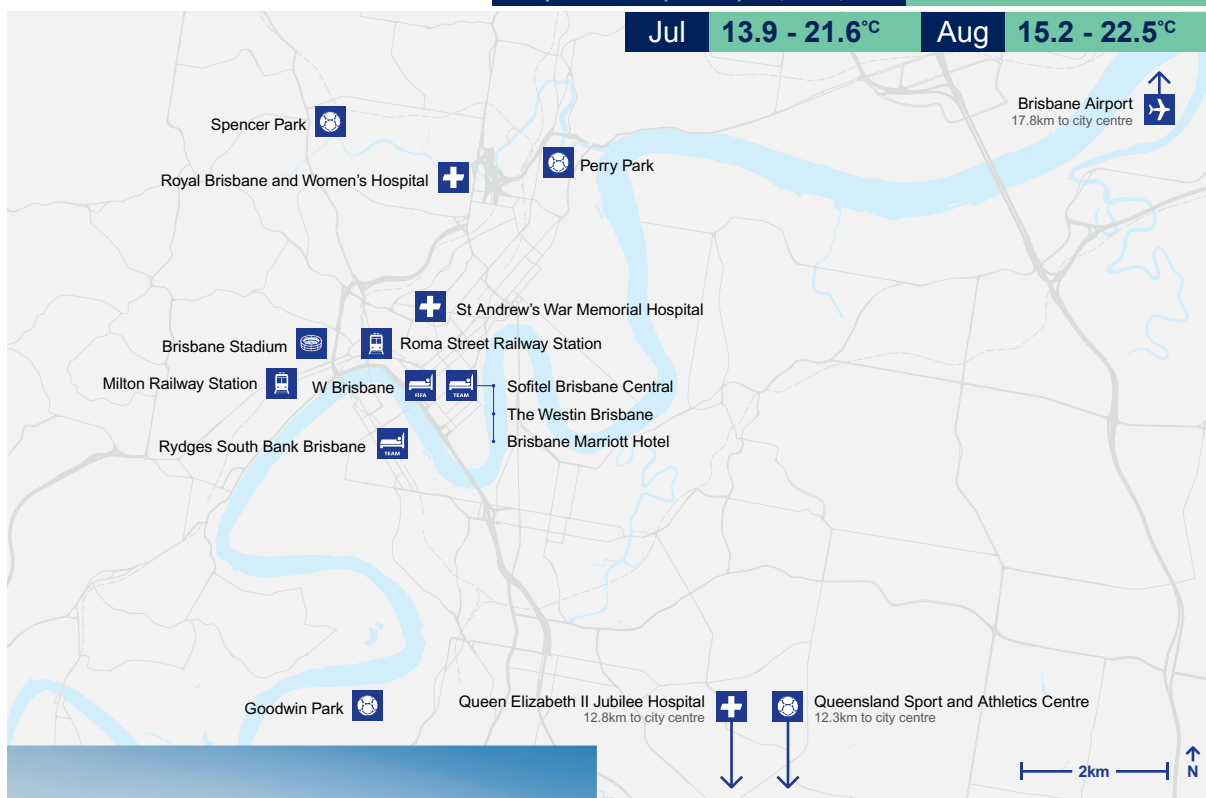 Jul 13.9 - 21.6°C Aug 15.2 - 22.5°C
Brisbane Airport
17.8km to city centre
Spencer Park
Perry Park
Royal Brisbane and Women's Hospital
St Andrew's War Memorial Hospital
Brisbane Stadium
Roma Street Railway Station
Milton Railway Station
W Brisbane
FIFA
TEAM
Sofitel Brisbane Central
The Westin Brisbane
Brisbane Marriott Hotel
Rydges South Bank Brisbane
TEAM
Goodwin Park
Queen Elizabeth II Jubilee Hospital
12.8km to city centre
Queensland Sport and Athletics Centre
12.3km to city centre
2km
N